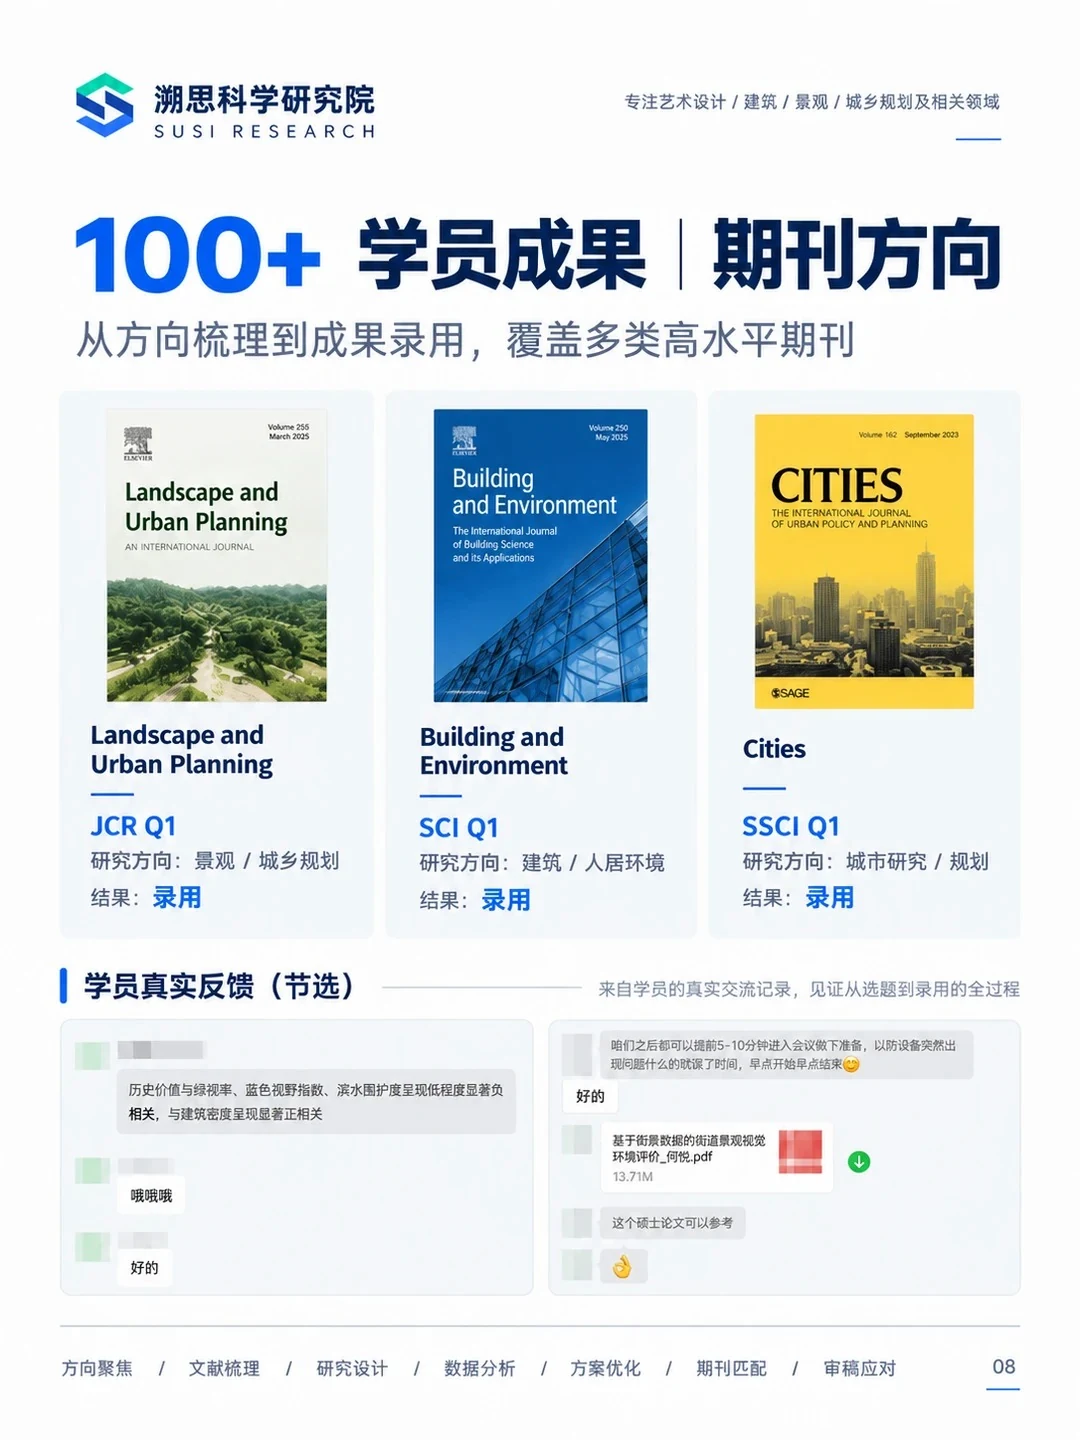 溯思科学研究院
SUSI RESEARCH
专注艺术设计 / 建筑 / 景观 / 城乡规划及相关领域
100+ 学员成果｜期刊方向
从方向梳理到成果录用，覆盖多类高水平期刊
ELSEVIER
Volume 255
March 2025
Landscape and
Urban Planning
AN INTERNATIONAL JOURNAL
Landscape and
Urban Planning
JCR Q1
研究方向：景观 / 城乡规划
结果：录用
ELSEVIER
Volume 250
May 2025
Building
and Environment
The International Journal
of Building Science
and its Applications
Building and
Environment
SCI Q1
研究方向：建筑 / 人居环境
结果：录用
Volume 162 September 2023
CITIES
THE INTERNATIONAL JOURNAL
OF URBAN POLICY AND PLANNING
SAGE
Cities
SSCI Q1
研究方向：城市研究 / 规划
结果：录用
学员真实反馈（节选）
来自学员的真实交流记录，见证从选题到录用的全过程
历史价值与绿视率、蓝色视野指数、滨水围护度呈现低程度显著负
相关，与建筑密度呈现显著正相关
哦哦哦
好的
咱们之后都可以提前5-10分钟进入会议做下准备，以防设备突然出
现问题什么的耽误了时间，早点开始早点结束😊
好的
基于街景数据的街道景观视觉
环境评价_何悦.pdf
13.71M
这个硕士论文可以参考
👌
方向聚焦 / 文献梳理 / 研究设计 / 数据分析 / 方案优化 / 期刊匹配 / 审稿应对
08